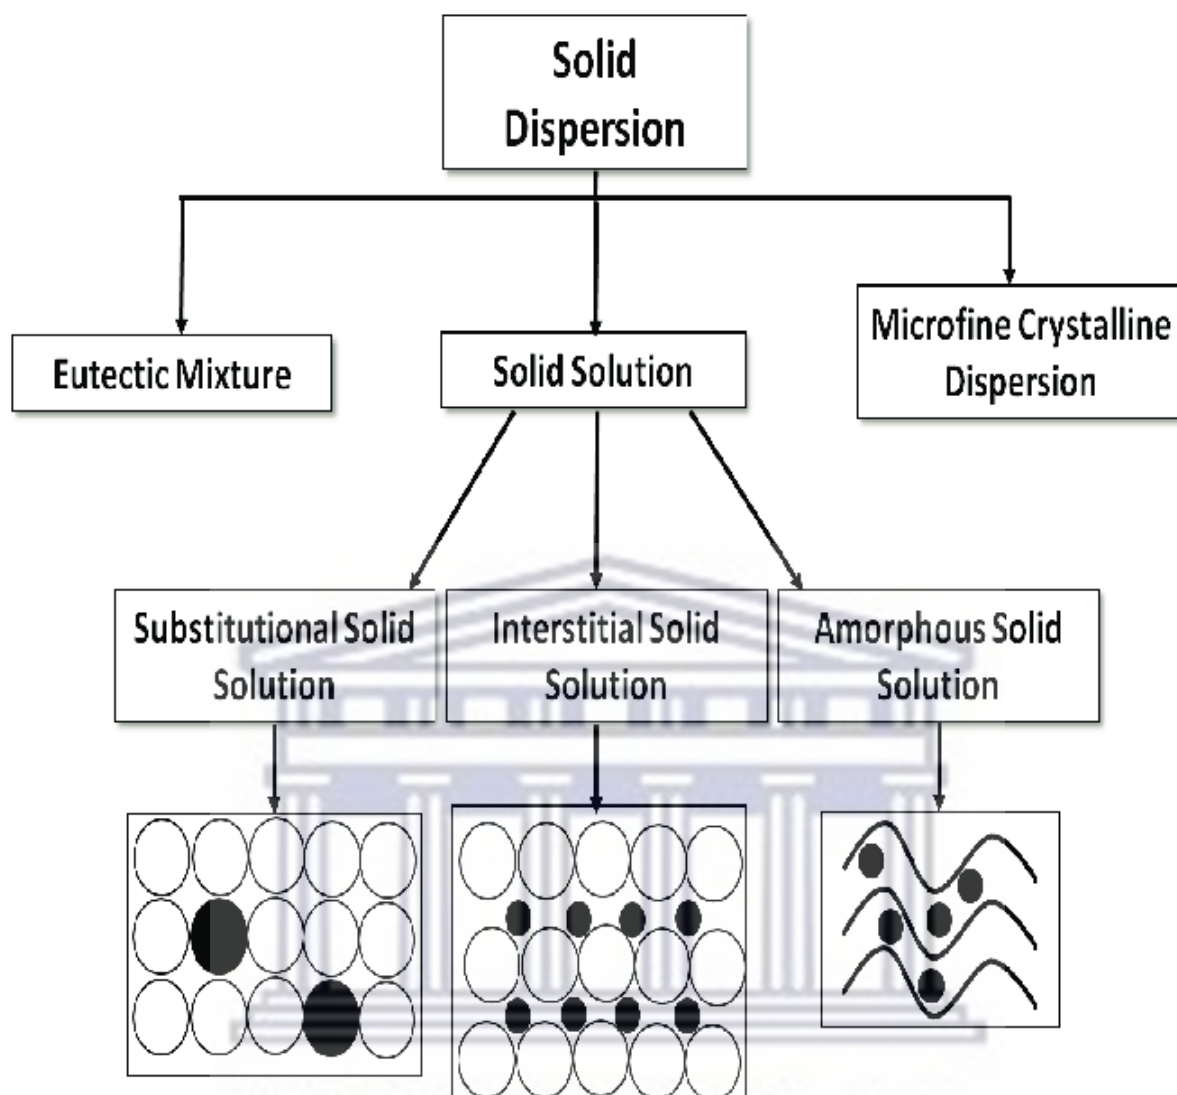 Solid
Dispersion
Eutectic Mixture
Solid Solution
Microfine Crystalline
Dispersion
Substitutional Solid
Solution
Interstitial Solid
Solution
Amorphous Solid
Solution